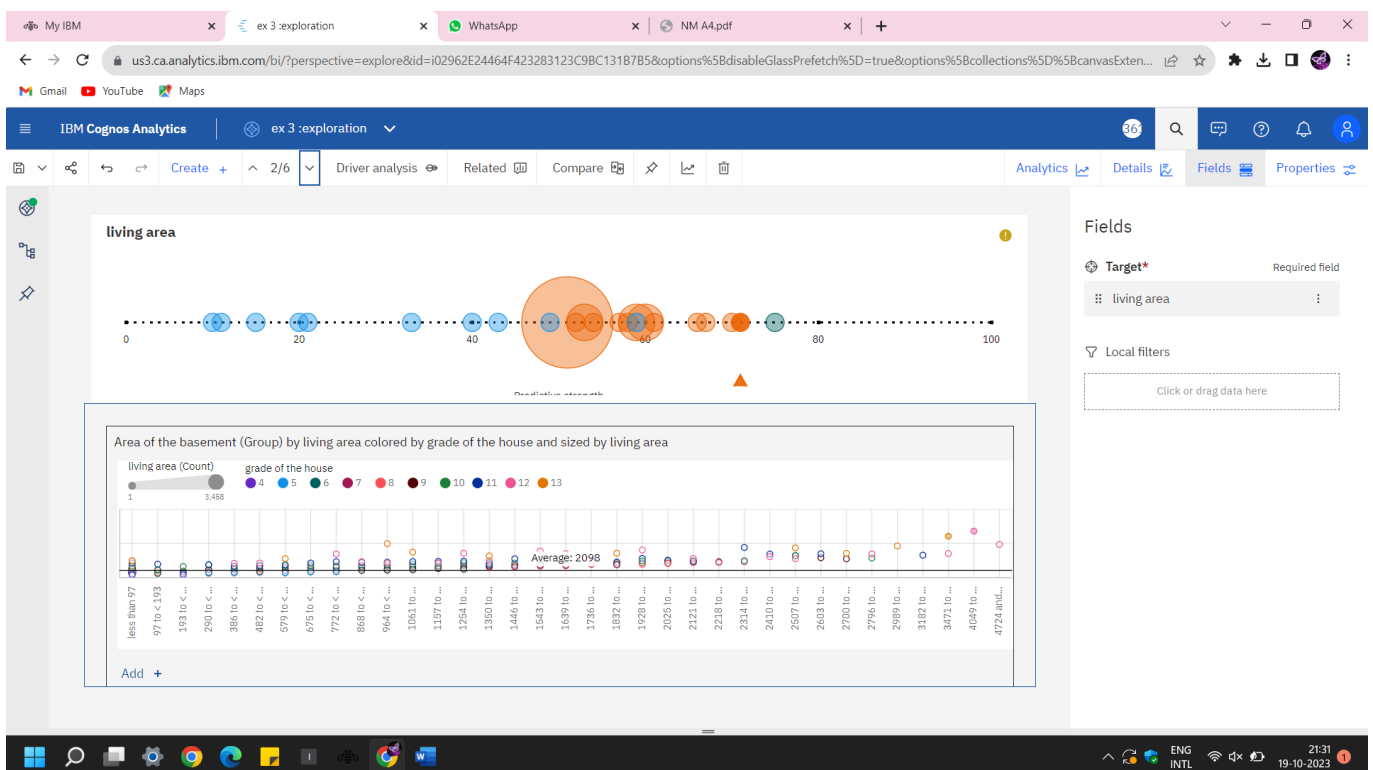 My IBM
ex 3 :exploration
WhatsApp
NM A4.pdf
us3.ca.analytics.ibm.com/bi/?perspective=explore&id=i02962E24464F423283123C9BC131B7B5&options%5BdisableGlassPrefetch%5D=true&options%5Bcollections%5D%5BcanvasExten...
Gmail YouTube Maps
IBM Cognos Analytics ex 3 :exploration
Create + 2/6 Driver analysis Related Compare Analytics Details Fields Properties
living area
0 20 40 60 80 100
Predictive strength
Area of the basement (Group) by living area colored by grade of the house and sized by living area
living area (Count) grade of the house
4 5 6 7 8 9 10 11 12 13
1 3,458
Average: 2098
less than 97
97 to < 193
193 to < ...
290 to < ...
386 to < ...
482 to < ...
579 to < ...
675 to < ...
772 to < ...
868 to < ...
964 to < ...
1061 to ...
1157 to ...
1254 to ...
1350 to ...
1446 to ...
1543 to ...
1639 to ...
1736 to ...
1832 to ...
1928 to ...
2025 to ...
2121 to ...
2218 to ...
2314 to ...
2410 to ...
2507 to ...
2603 to ...
2700 to ...
2796 to ...
2989 to ...
3182 to ...
3471 to ...
4049 to ...
4724 and...
Add +
Fields
Target* Required field
living area
Local filters
Click or drag data here
ENG
INTL
21:31
19-10-2023
1